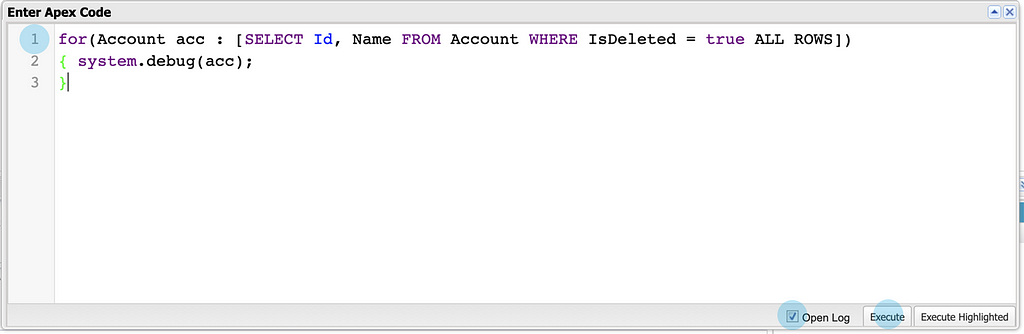 Enter Apex Code
1 for(Account acc : [SELECT Id, Name FROM Account WHERE IsDeleted = true ALL ROWS])
2 { system.debug(acc);
3 }
Open Log Execute Execute Highlighted